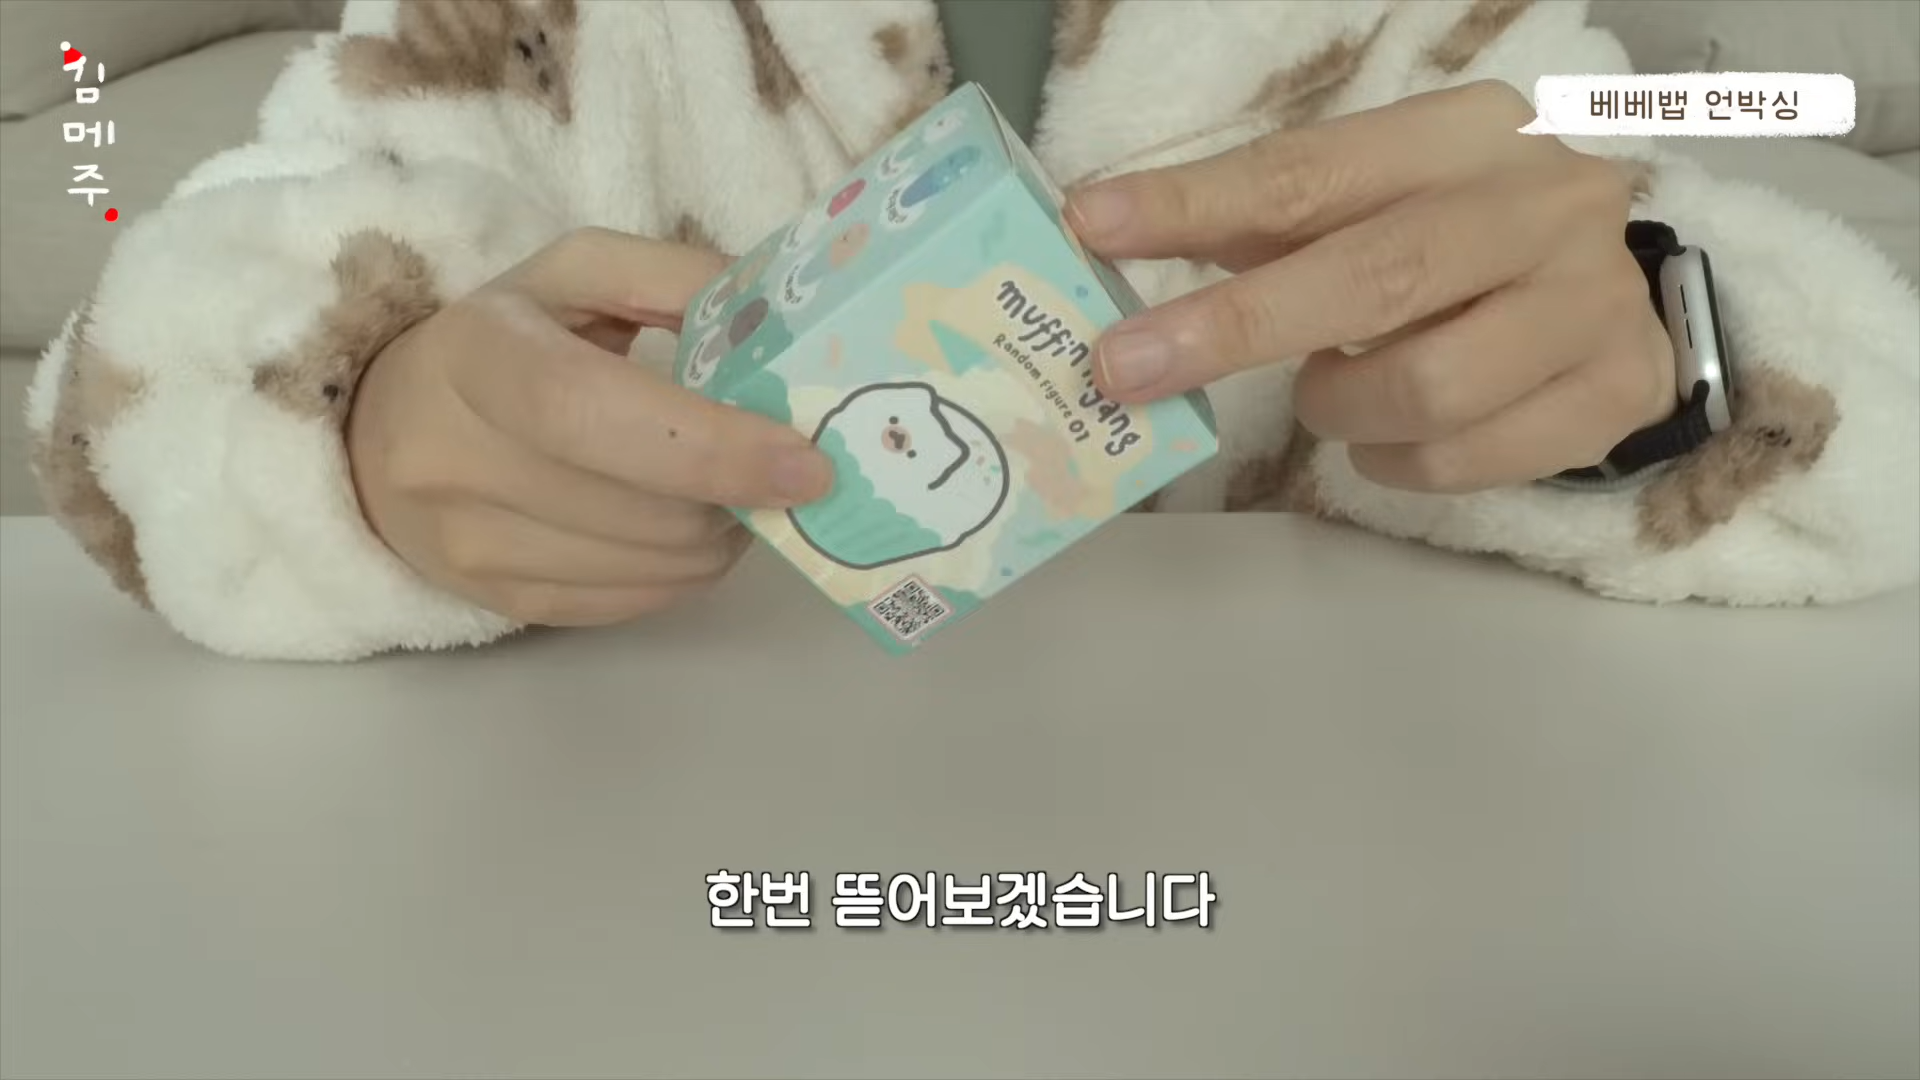 김
메
주
베베뱁 언박싱
muffin gang
Random Figure 01
한번 뜯어보겠습니다